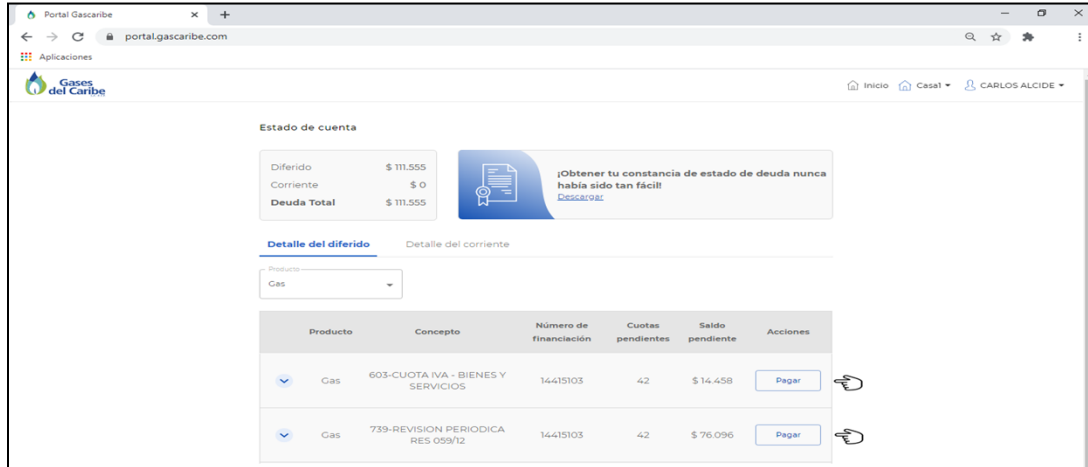 Portal Gascaribe
portal.gascaribe.com
Aplicaciones
Gases
del Caribe
Inicio Casa1 CARLOS ALCIDE
Estado de cuenta
Diferido $ 111.555
Corriente $ 0
Deuda Total $ 111.555
¡Obtener tu constancia de estado de deuda nunca
había sido tan fácil!
Descargar
Detalle del diferido Detalle del corriente
Producto
Gas
Producto Concepto Número de financiación Cuotas pendientes Saldo pendiente Acciones
Gas 603-CUOTA IVA - BIENES Y SERVICIOS 14415103 42 $ 14.458 Pagar
Gas 739-REVISION PERIODICA RES 059/12 14415103 42 $ 76.096 Pagar